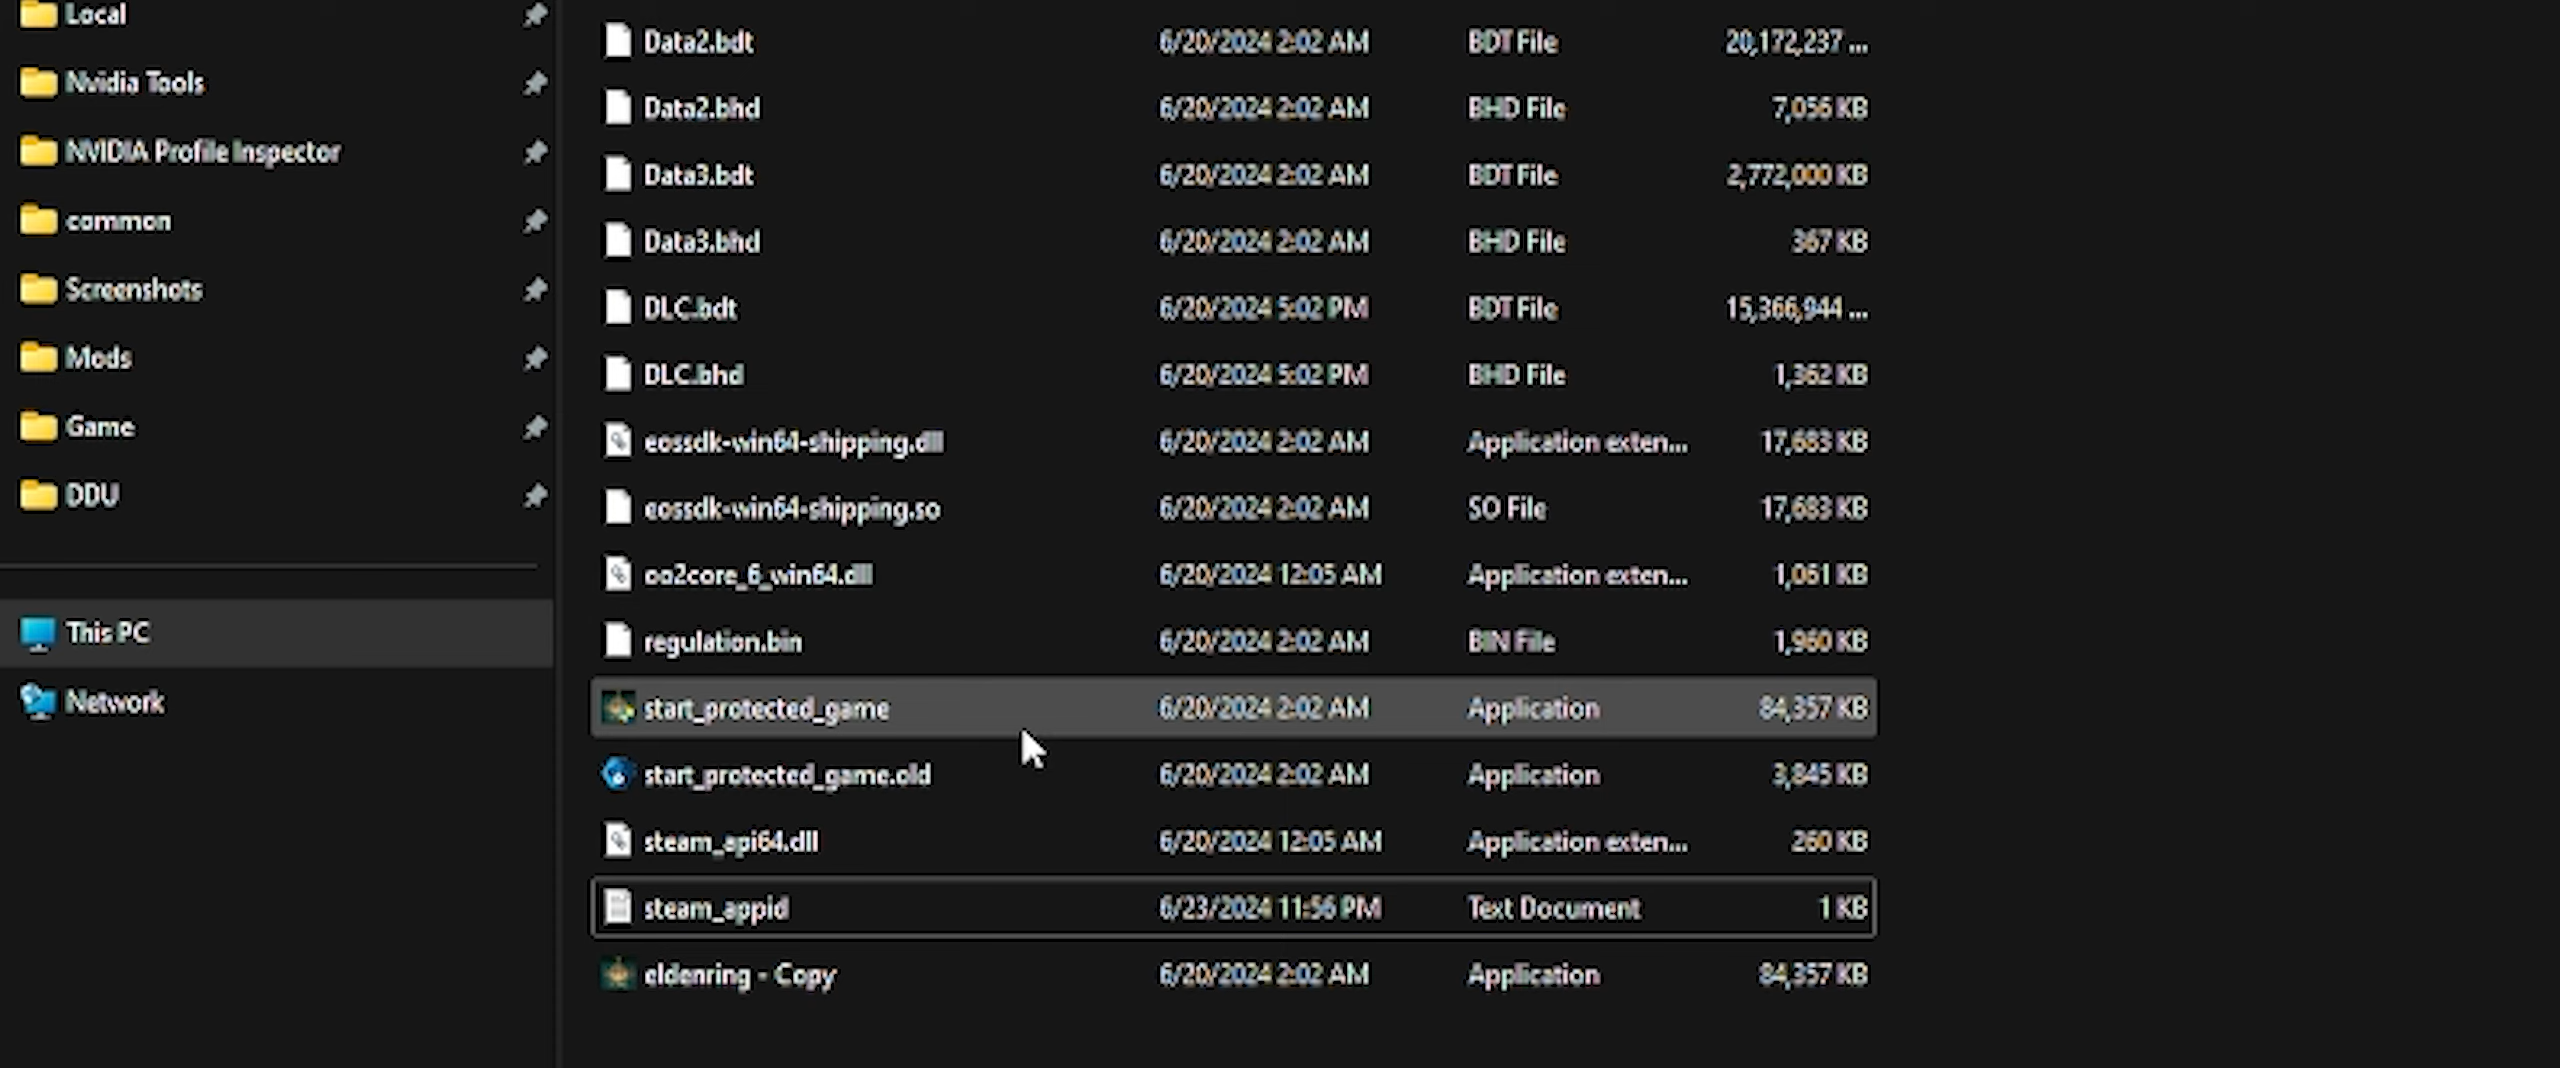 Local
Nvidia Tools
NVIDIA Profile Inspector
common
Screenshots
Mods
Game
DDU
This PC
Network
Data2.bdt 6/20/2024 2:02 AM BDT File 20,172,237 ...
Data2.bhd 6/20/2024 2:02 AM BHD File 7,056 KB
Data3.bdt 6/20/2024 2:02 AM BDT File 2,772,000 KB
Data3.bhd 6/20/2024 2:02 AM BHD File 367 KB
DLC.bdt 6/20/2024 5:02 PM BDT File 15,366,944 ...
DLC.bhd 6/20/2024 5:02 PM BHD File 1,362 KB
eossdk-win64-shipping.dll 6/20/2024 2:02 AM Application exten... 17,683 KB
eossdk-win64-shipping.so 6/20/2024 2:02 AM SO File 17,683 KB
oo2core_6_win64.dll 6/20/2024 12:05 AM Application exten... 1,061 KB
regulation.bin 6/20/2024 2:02 AM BIN File 1,960 KB
start_protected_game 6/20/2024 2:02 AM Application 84,357 KB
start_protected_game.old 6/20/2024 2:02 AM Application 3,845 KB
steam_api64.dll 6/20/2024 12:05 AM Application exten... 260 KB
steam_appid 6/23/2024 11:56 PM Text Document 1 KB
eldenring - Copy 6/20/2024 2:02 AM Application 84,357 KB